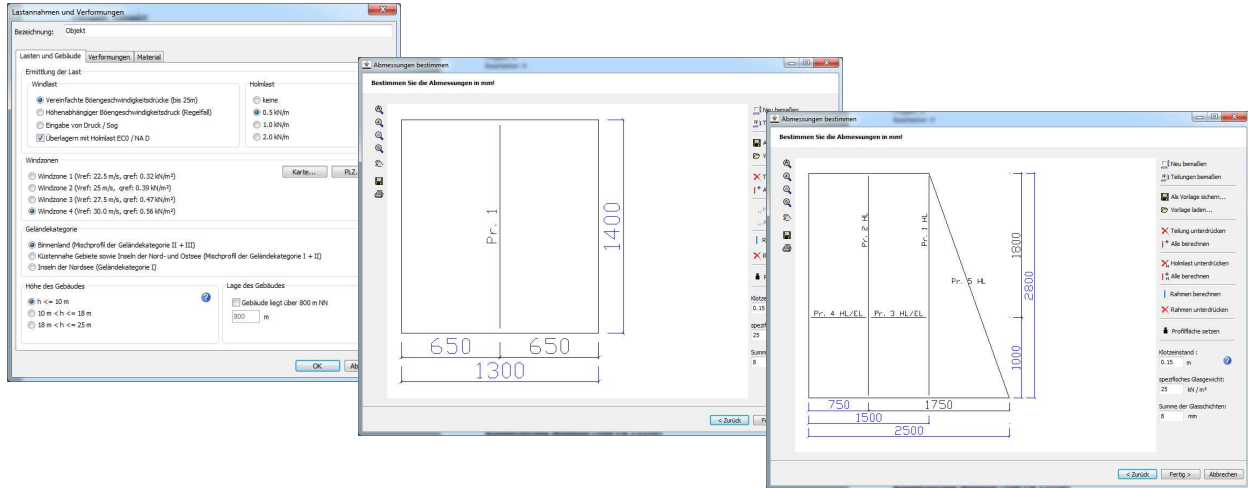 Lastannahmen und Verformungen
Bezeichnung: Objekt
Lasten und Gebäude Verformungen Material
Ermittlung der Last
Windlast
Vereinfachte Böengeschwindigkeitsdrücke (bis 25m)
Höhenabhängiger Böengeschwindigkeitsdruck (Regelfall)
Eingabe von Druck / Sog
Überlagern mit Holmlast EC0 / NA D
Holmlast
keine
0.5 kN/m
1.0 kN/m
2.0 kN/m
Windzonen
Windzone 1 (Vref: 22.5 m/s, qref: 0.32 kN/m²)
Windzone 2 (Vref: 25 m/s, qref: 0.39 kN/m²)
Windzone 3 (Vref: 27.5 m/s, qref: 0.47 kN/m²)
Windzone 4 (Vref: 30.0 m/s, qref: 0.56 kN/m²)
Karte... PLZ.
Geländekategorie
Binnenland (Mischprofil der Geländekategorie II + III)
Küstennahe Gebiete sowie Inseln der Nord- und Ostsee (Mischprofil der Geländekategorie I + II)
Inseln der Nordsee (Geländekategorie I)
Höhe des Gebäudes
h <= 10 m
10 m < h <= 18 m
18 m < h <= 25 m
Lage des Gebäudes
Gebäude liegt über 800 m NN
800 m
OK Ab
Abmessungen bestimmen
Bestimmen Sie die Abmessungen in mm!
Pr. 1
1400
650 650
1300
Neu bemaßen
Klotze
0.15
spezif
25
Summe
8
< Zurück
Abmessungen bestimmen
Bestimmen Sie die Abmessungen in mm!
Pr. 2 HL
Pr. 1 HL
Pr. 5 HL
Pr. 4 HL/EL Pr. 3 HL/EL
1800
2800
1000
750 1750
1500
2500
Neu bemaßen
Teilungen bemaßen
Als Vorlage sichern...
Vorlage laden...
Teilung unterdrücken
Alle berechnen
Holmlast unterdrücken
Alle berechnen
Rahmen berechnen
Rahmen unterdrücken
Profilfläche setzen
Klotzeinstand :
0.15 m
spezifisches Glasgewicht:
25 kN / m³
Summe der Glasschichten:
8 mm
< Zurück Fertig > Abbrechen